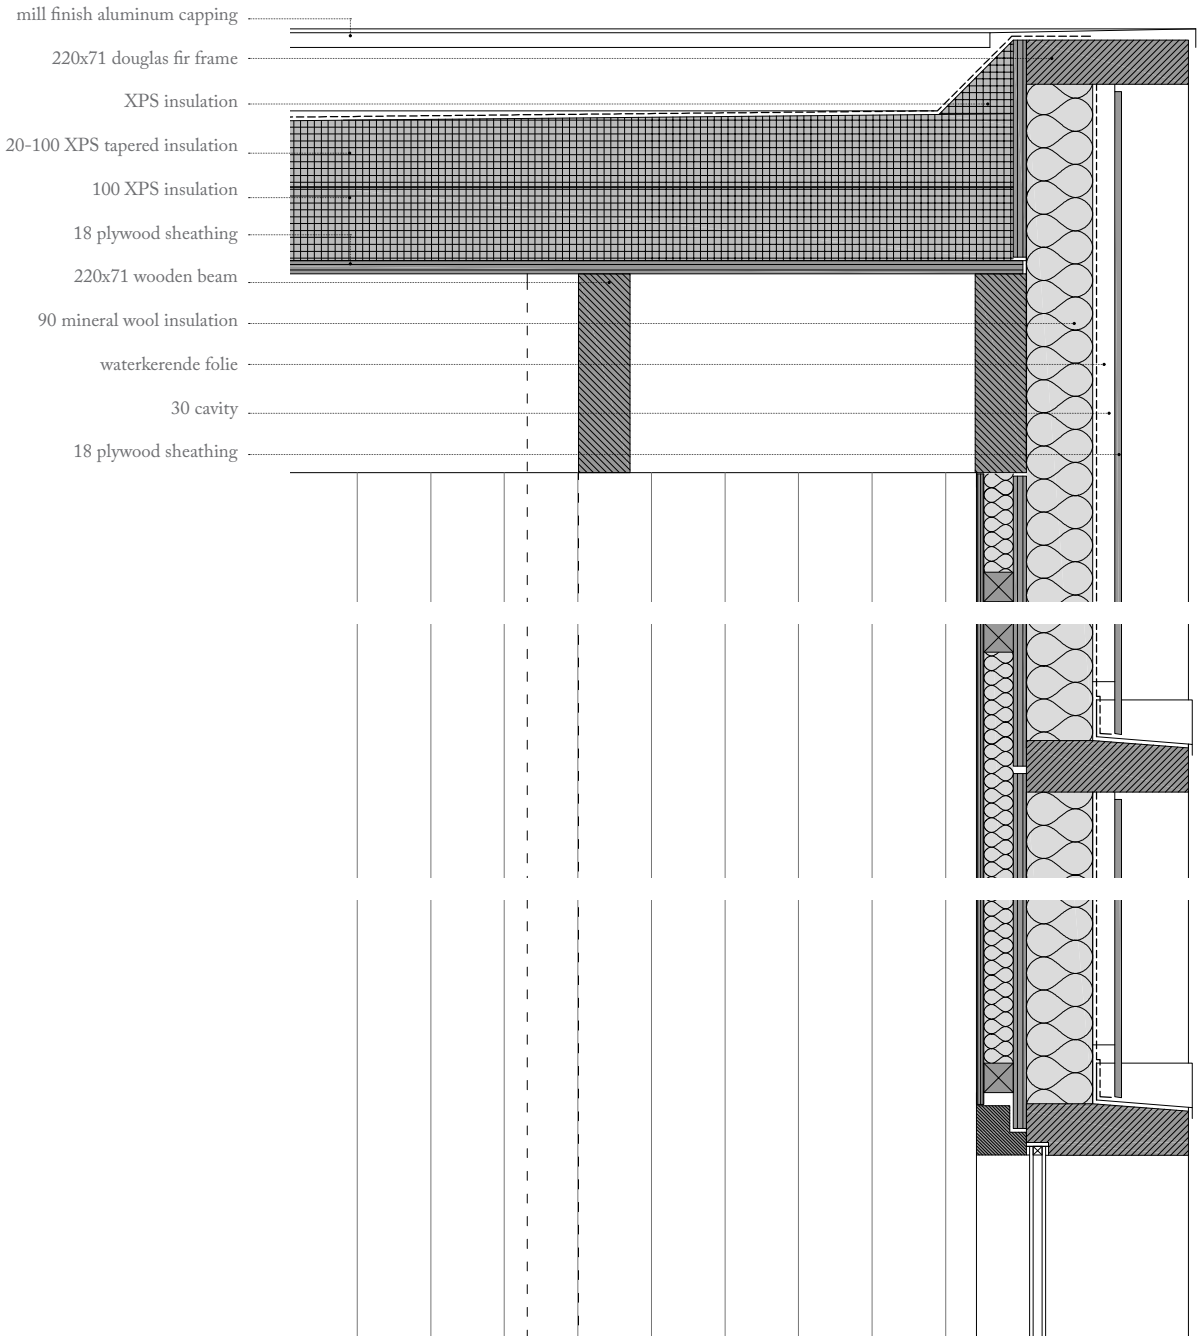 mill finish aluminum capping
220x71 douglas fir frame
XPS insulation
20-100 XPS tapered insulation
100 XPS insulation
18 plywood sheathing
220x71 wooden beam
90 mineral wool insulation
waterkerende folie
30 cavity
18 plywood sheathing